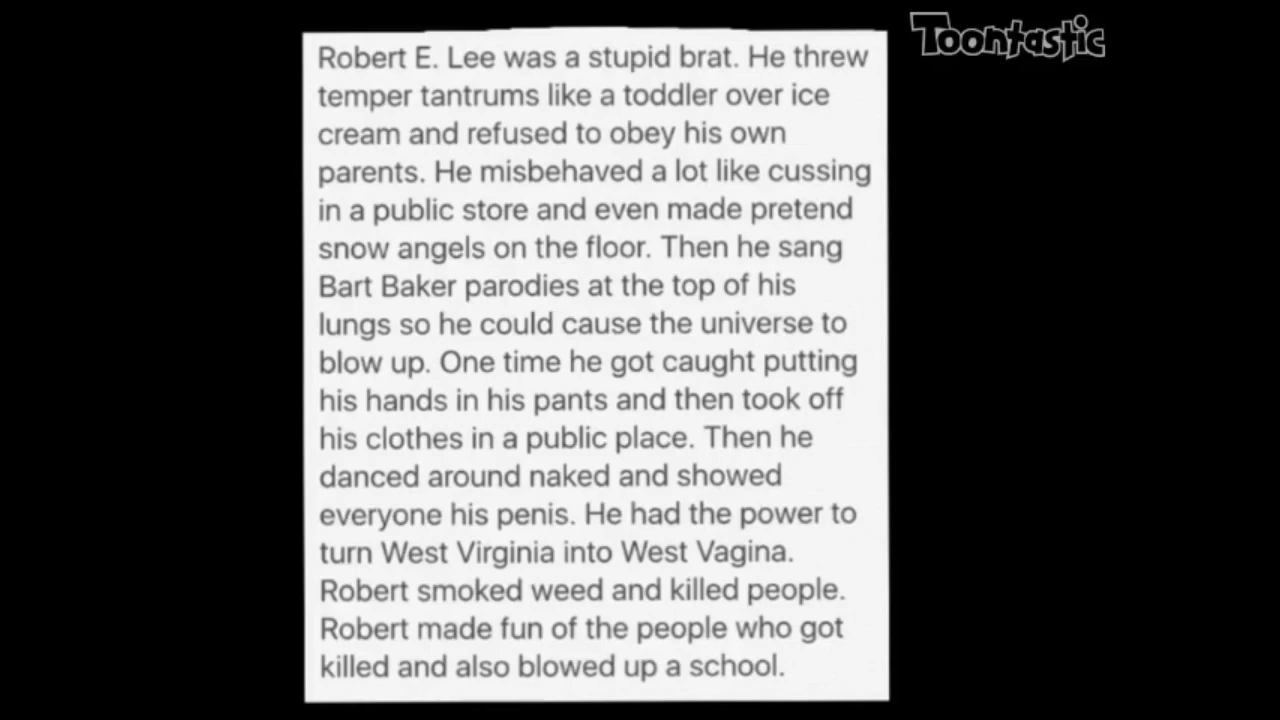 Toontastic
Robert E. Lee was a stupid brat. He threw
temper tantrums like a toddler over ice
cream and refused to obey his own
parents. He misbehaved a lot like cussing
in a public store and even made pretend
snow angels on the floor. Then he sang
Bart Baker parodies at the top of his
lungs so he could cause the universe to
blow up. One time he got caught putting
his hands in his pants and then took off
his clothes in a public place. Then he
danced around naked and showed
everyone his penis. He had the power to
turn West Virginia into West Vagina.
Robert smoked weed and killed people.
Robert made fun of the people who got
killed and also blowed up a school.